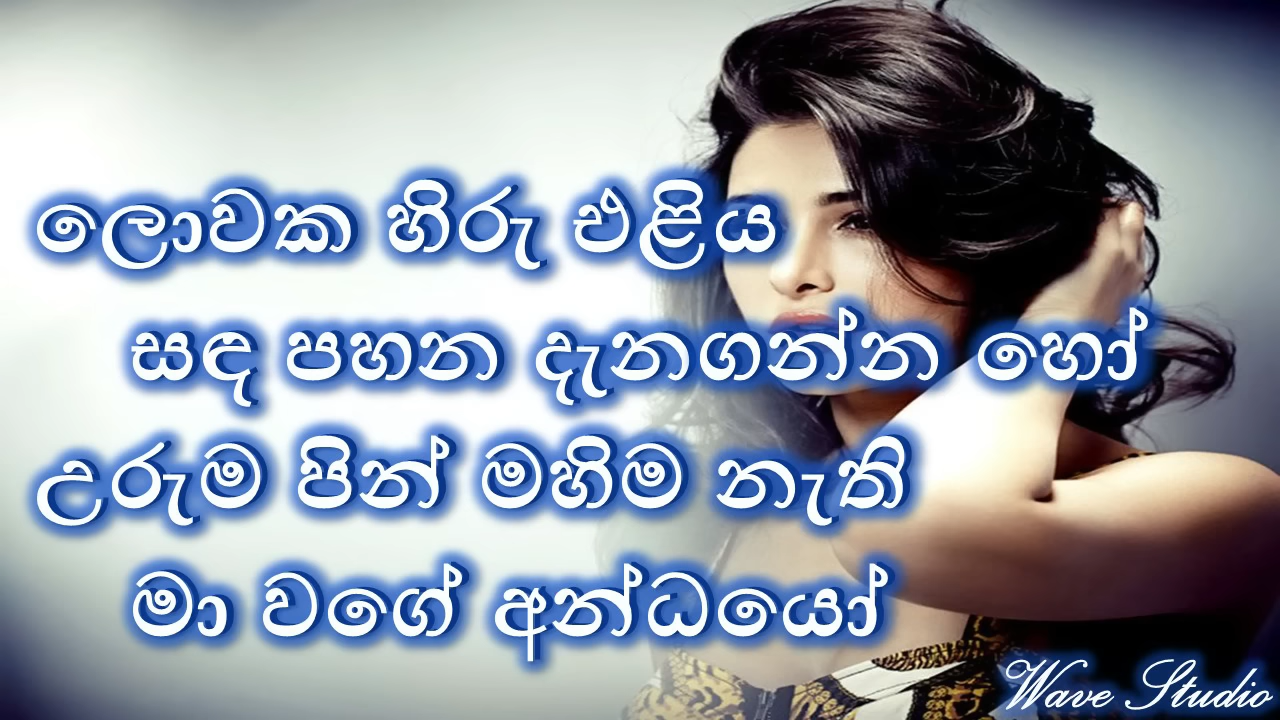 ලොවක හිරු එළිය
සඳ පහන දැනගන්න හෝ
උරුම පින් මහිම නැති
මා වගේ අන්ධයෝ
Wave Studio